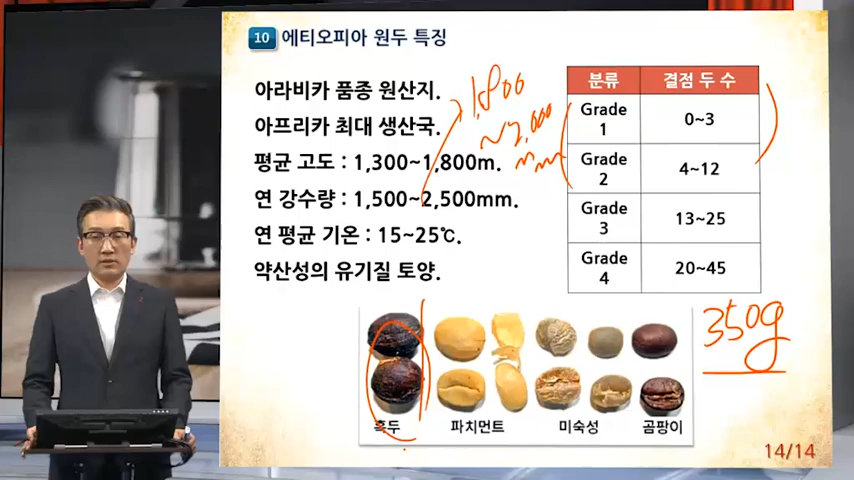 10 에티오피아 원두 특징
아라비카 품종 원산지.
아프리카 최대 생산국.
평균 고도 : 1,300~1,800m.
연 강수량 : 1,500~2,500mm.
연 평균 기온 : 15~25℃.
약산성의 유기질 토양.
1,800
~2,000
mm
분류 결점 두 수
Grade 1 0~3
Grade 2 4~12
Grade 3 13~25
Grade 4 20~45
350g
흑두 파치먼트 미숙성 곰팡이
14/14